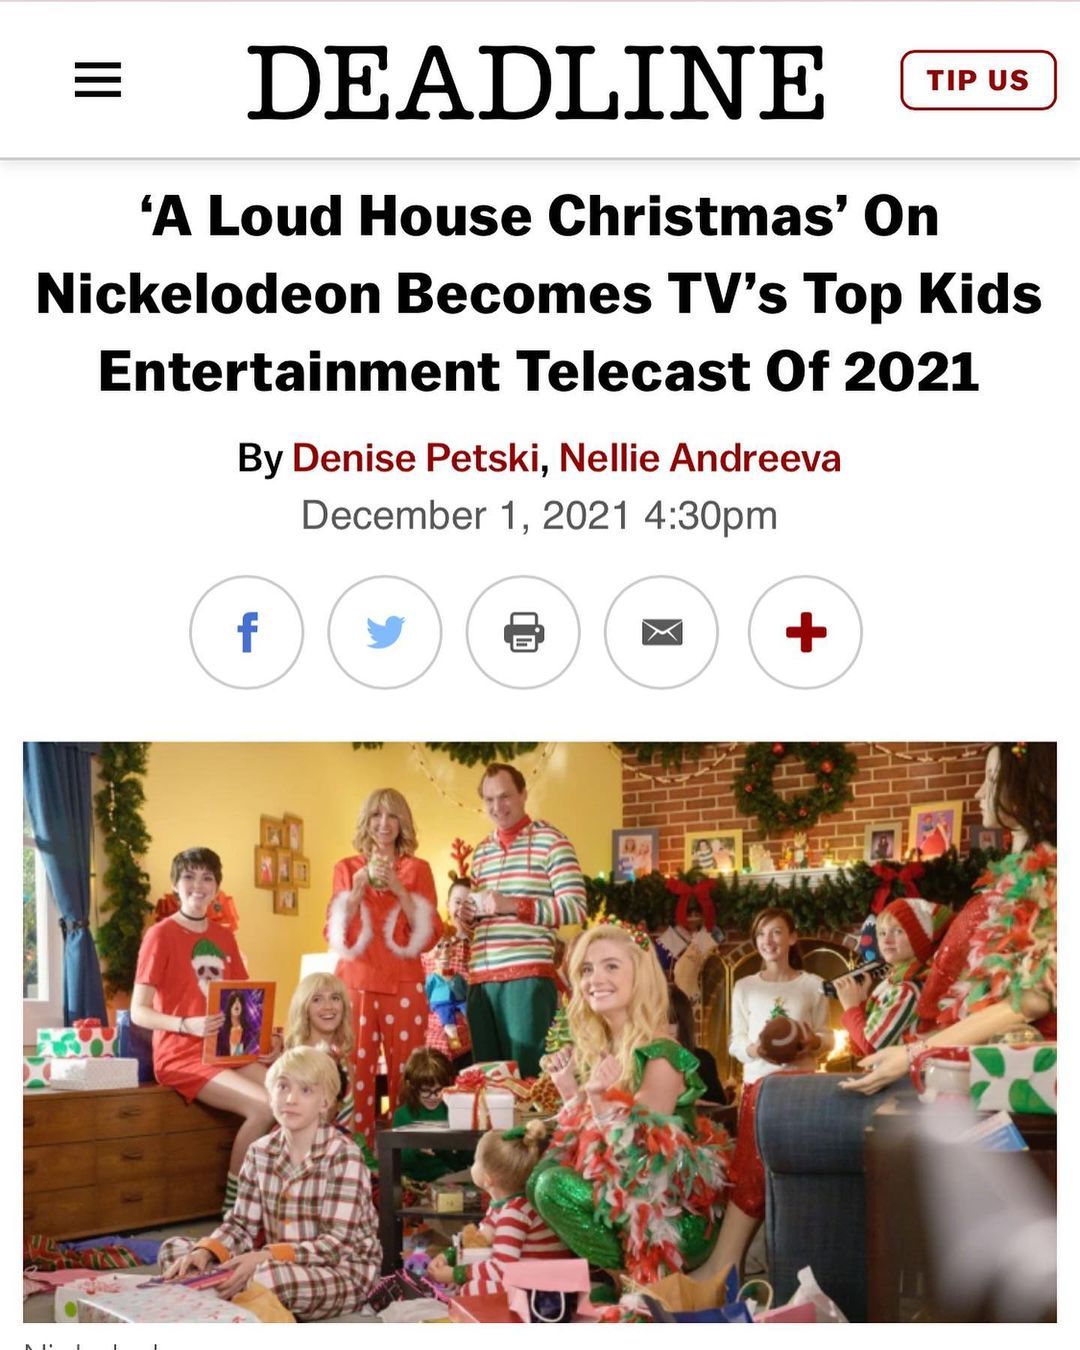 DEADLINE
TIP US
‘A Loud House Christmas’ On
Nickelodeon Becomes TV’s Top Kids
Entertainment Telecast Of 2021
By Denise Petski, Nellie Andreeva
December 1, 2021 4:30pm